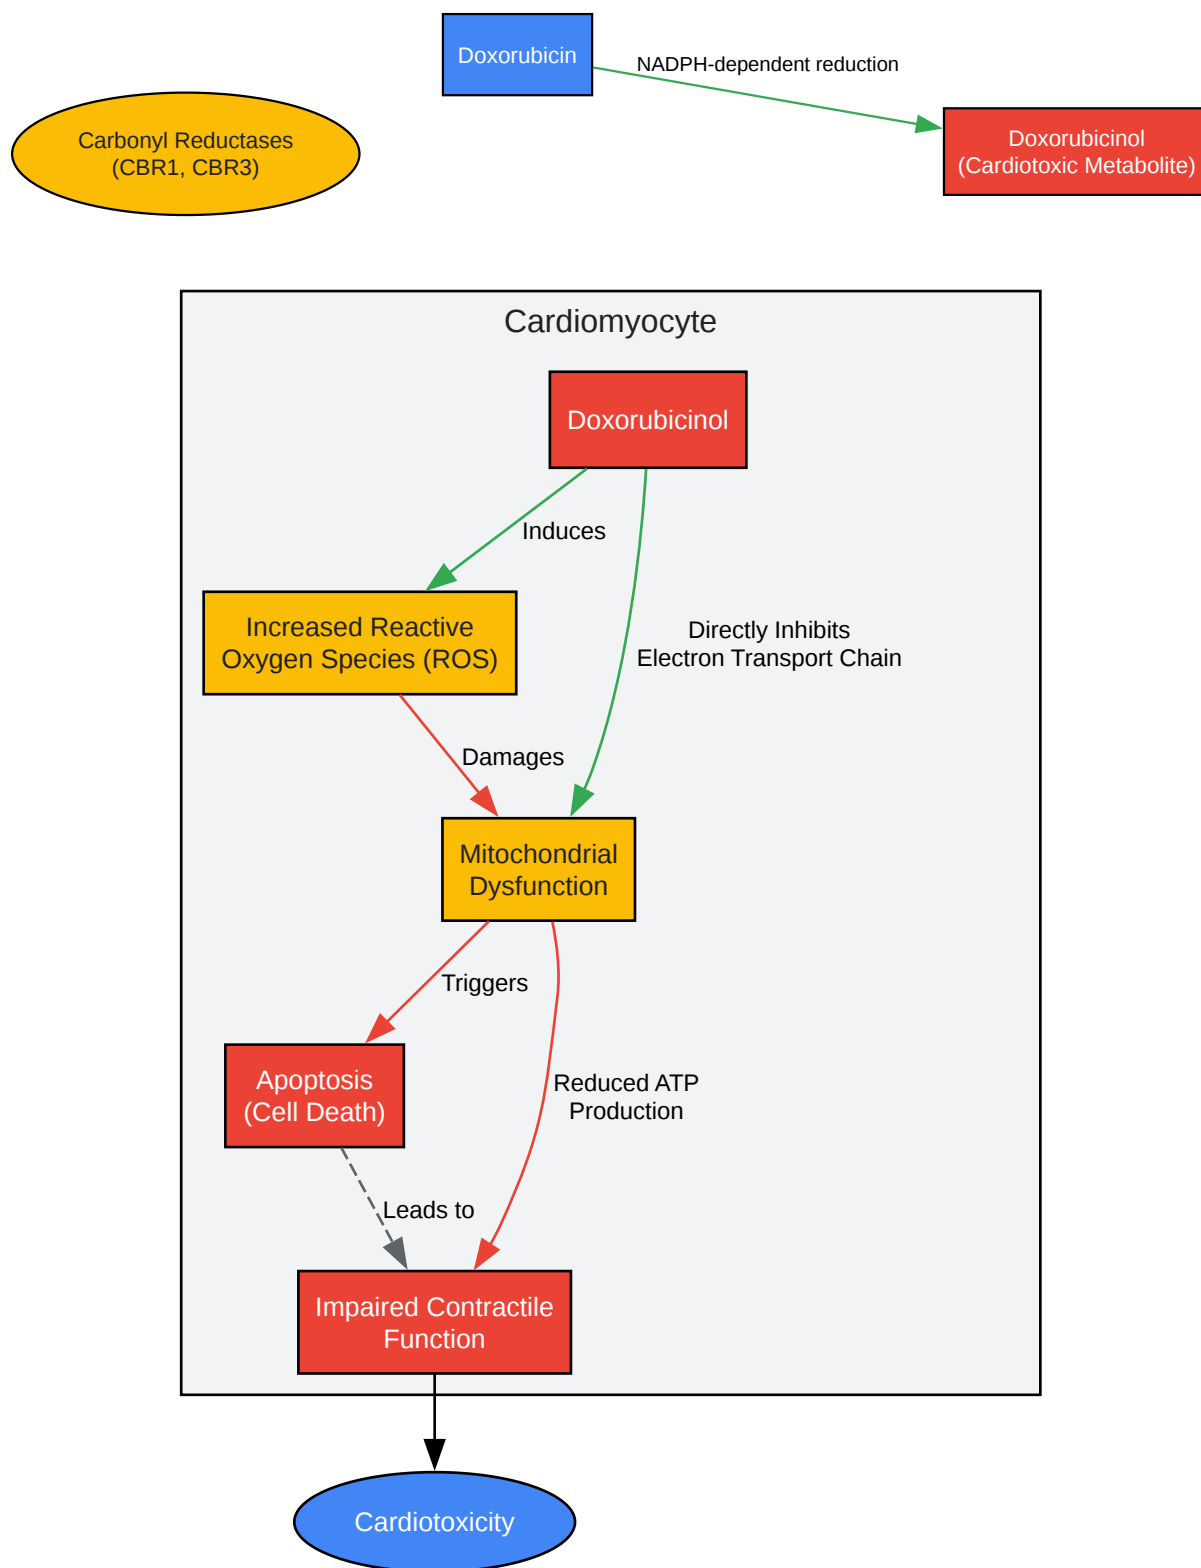 Doxorubicin
NADPH-dependent reduction
Carbonyl Reductases
(CBR1, CBR3)
Doxorubicinol
(Cardiotoxic Metabolite)
Cardiomyocyte
Doxorubicinol
Induces
Increased Reactive
Oxygen Species (ROS)
Directly Inhibits
Electron Transport Chain
Damages
Mitochondrial
Dysfunction
Triggers
Apoptosis
(Cell Death)
Reduced ATP
Production
Leads to
Impaired Contractile
Function
Cardiotoxicity